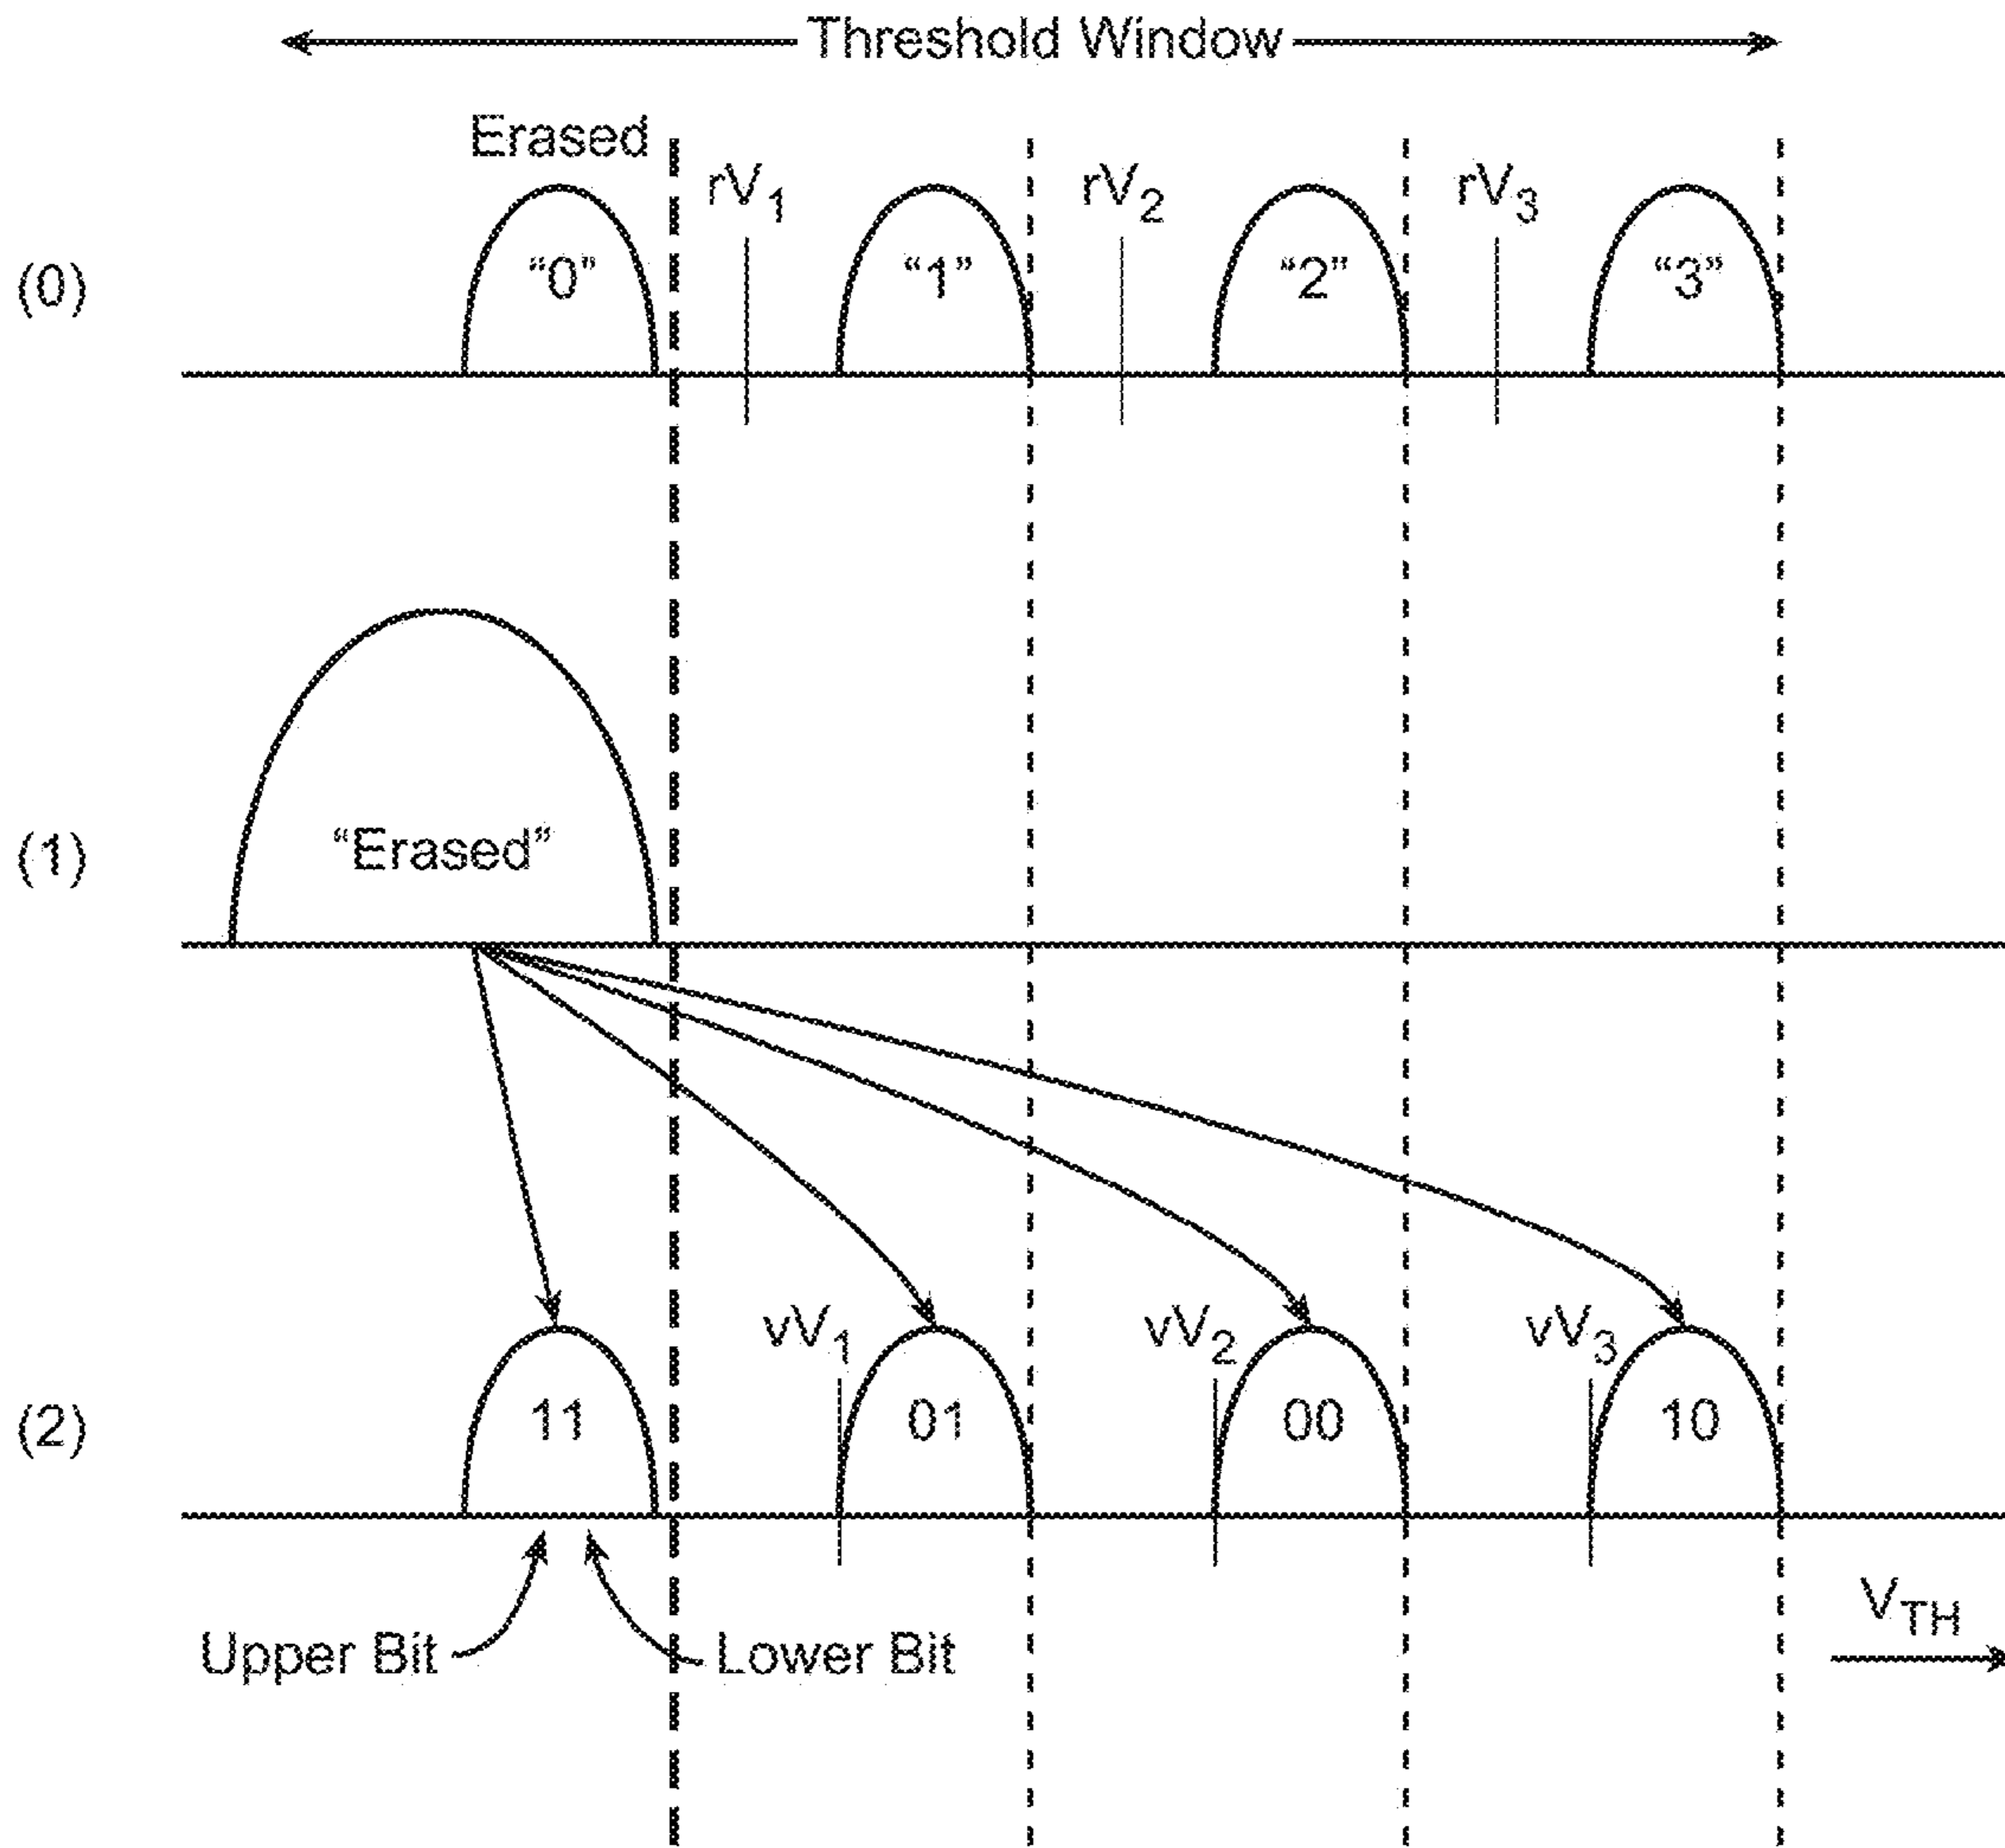 Threshold Window
Erased
rV1 rV2 rV3
(0) “0” “1” “2” “3”
(1) “Erased”
vV1 vV2 vV3
(2) 11 01 00 10
VTH
Upper Bit Lower Bit